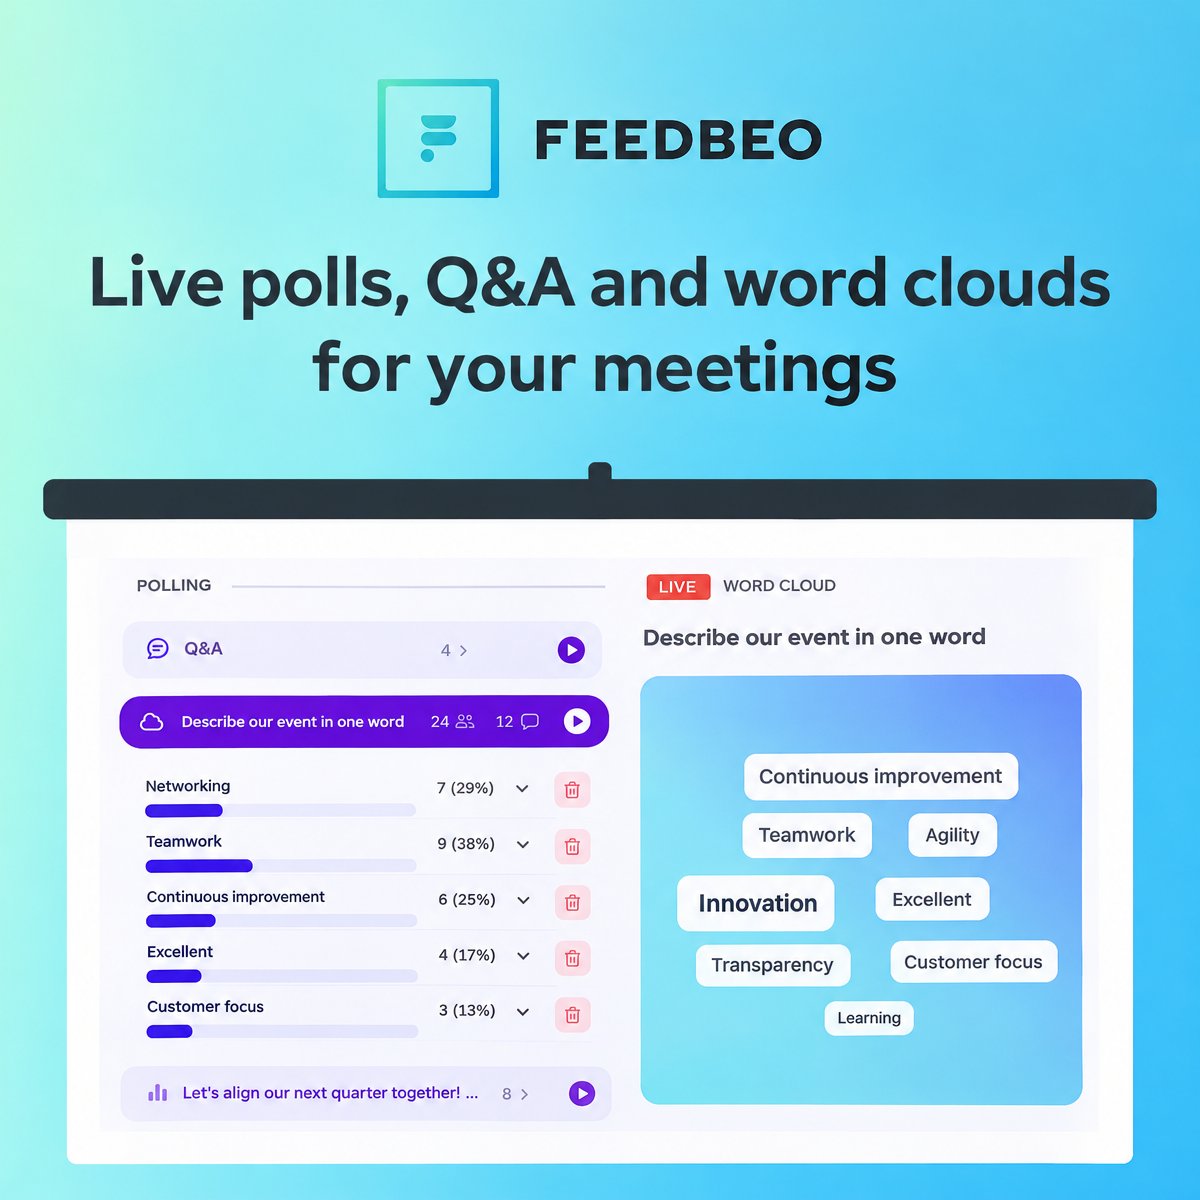 FEEDBEO
Live polls, Q&A and word clouds
for your meetings
POLLING
Q&A 4
Describe our event in one word 24 12
Networking 7 (29%)
Teamwork 9 (38%)
Continuous improvement 6 (25%)
Excellent 4 (17%)
Customer focus 3 (13%)
Let's align our next quarter together! ... 8
LIVE WORD CLOUD
Describe our event in one word
Continuous improvement
Teamwork Agility
Innovation Excellent
Transparency Customer focus
Learning